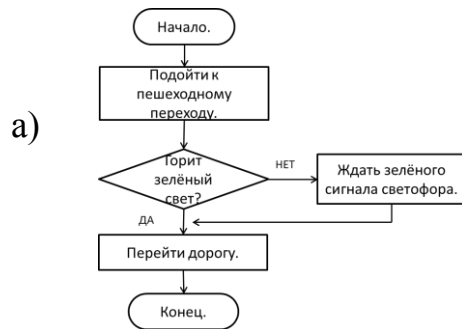 Начало.
Подойти к
пешеходному
переходу.
а)
Горит
зелёный
свет?
НЕТ
Ждать зелёного
сигнала светофора.
ДА
Перейти дорогу.
Конец.